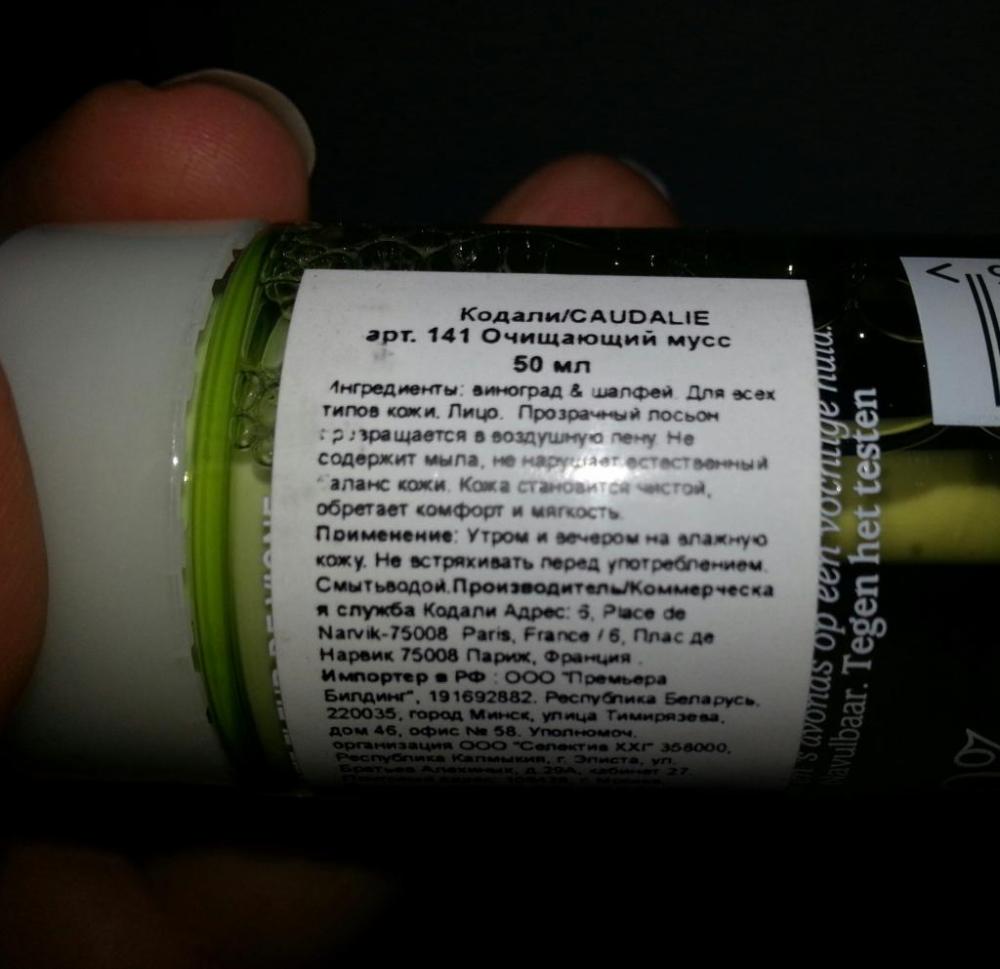 Кодали/CAUDALIE
арт. 141 Очищающий мусс
50 мл
Ингредиенты: виноград & шалфей. Для всех
типов кожи. Лицо. Прозрачный лосьон
превращается в воздушную пену. Не
содержит мыла, не нарушает естественный
баланс кожи. Кожа становится чистой,
обретает комфорт и мягкость.
Применение: Утром и вечером на влажную
кожу. Не встряхивать перед употреблением.
Смытьводой.Производитель/Коммерческа
я служба Кодали Адрес: 6, Place de
Narvik-75008 Paris, France / 6, Плас де
Нарвик 75008 Париж, Франция .
Импортер в РФ : ООО "Премьера
Билдинг", 191692882. Республика Беларусь,
220035, город Минск, улица Тимирязева,
дом 46, офис № 58. Уполномоч.
организация ООО "Селектив XXI" 358000,
Республика Калмыкия, г. Элиста, ул.
Братьев Алехиных, д.29А, кабинет 27
's avonds op een vochtige huid.
navulbaar. Tegen het testen